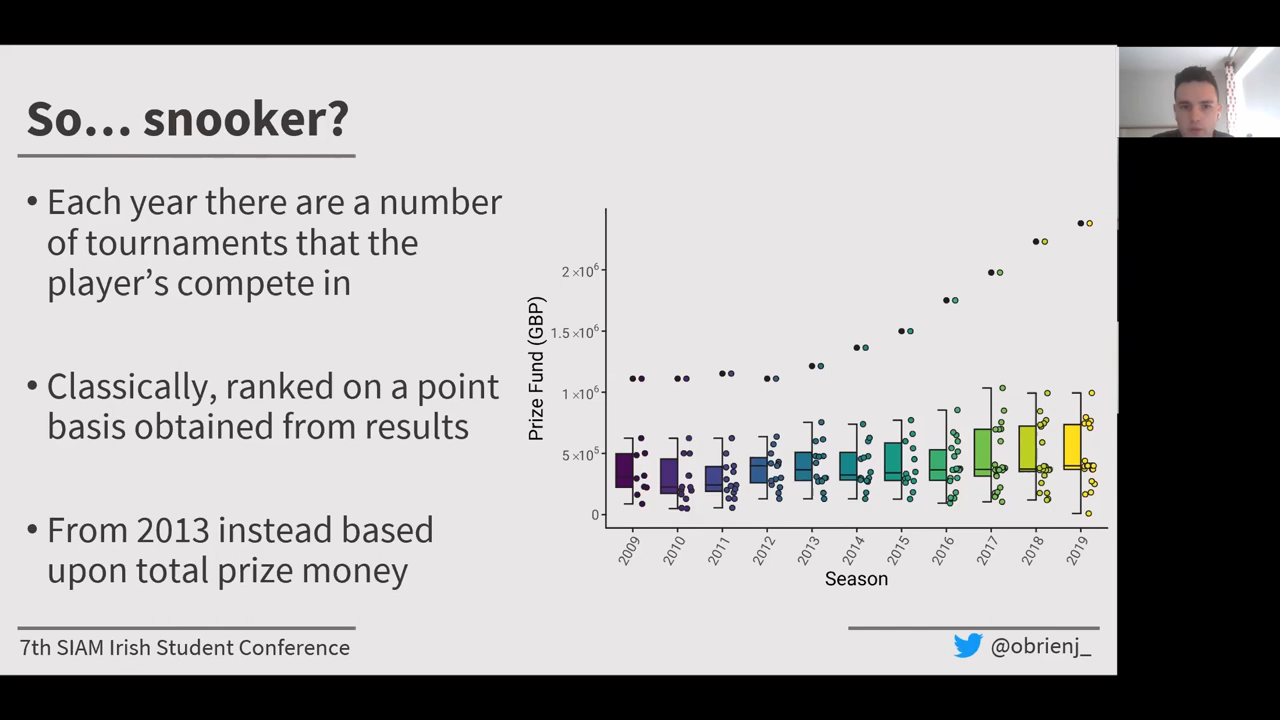 So... snooker?
• Each year there are a number
of tournaments that the
player's compete in
• Classically, ranked on a point
basis obtained from results
• From 2013 instead based
upon total prize money
Prize Fund (GBP)
2×10⁶
1.5×10⁶
1×10⁶
5×10⁵
0
2009
2010
2011
2012
2013
2014
2015
2016
2017
2018
2019
Season
7th SIAM Irish Student Conference
@obrienj_